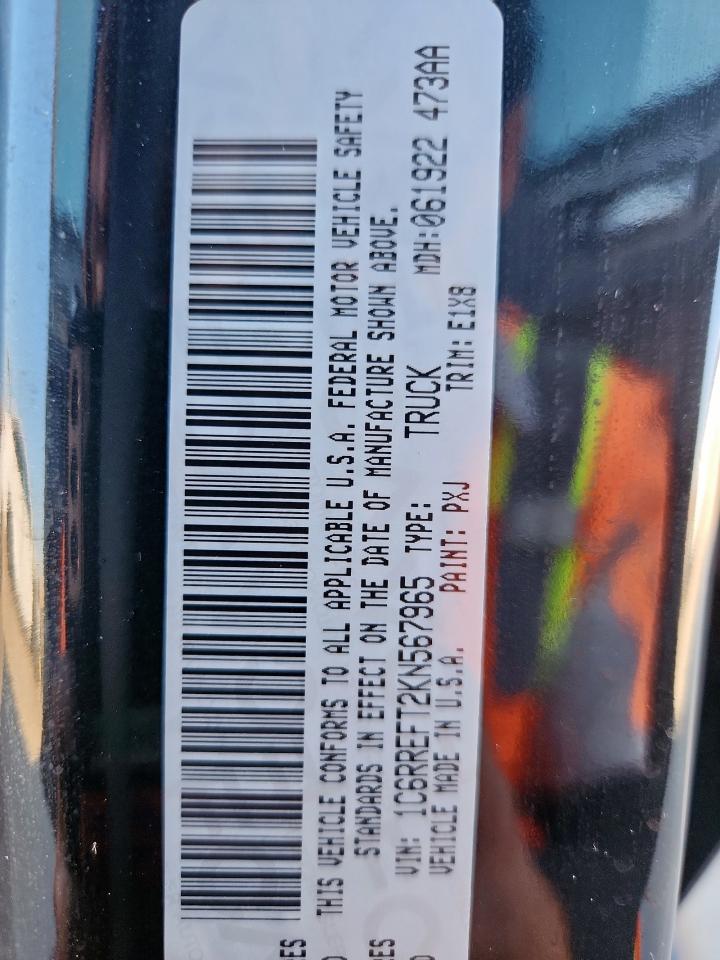 THIS VEHICLE CONFORMS TO ALL APPLICABLE U.S.A. FEDERAL MOTOR VEHICLE SAFETY
STANDARDS IN EFFECT ON THE DATE OF MANUFACTURE SHOWN ABOVE.
VIN: 1C6RREFT2KN567965 TYPE: TRUCK MDH:061922 473AA
VEHICLE MADE IN U.S.A. PAINT: PXJ TRIM: E1X8